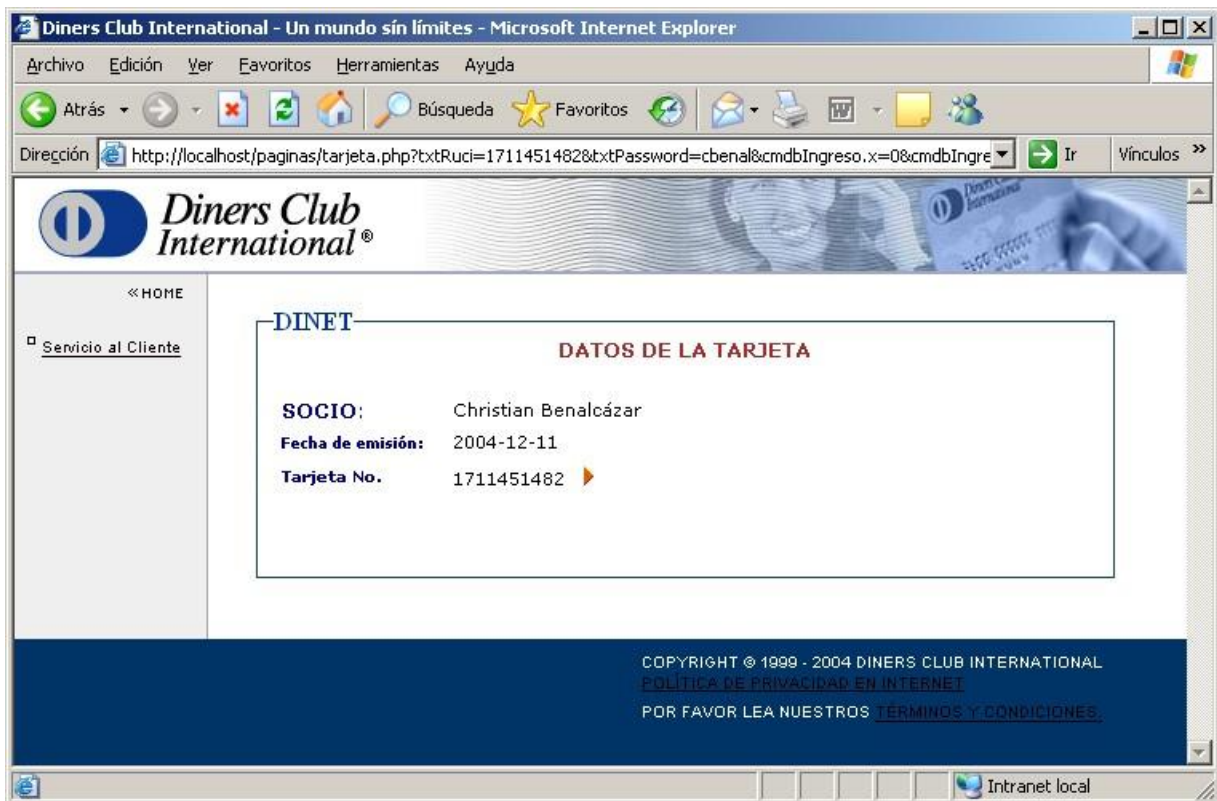 Diners Club International - Un mundo sín límites - Microsoft Internet Explorer
Archivo Edición Ver Favoritos Herramientas Ayuda
Atrás Búsqueda Favoritos
Dirección http://localhost/paginas/tarjeta.php?txtRuci=1711451482&txtPassword=cbenal&cmdbIngreso.x=0&cmdbIngre Ir Vínculos »
Diners Club
International ®
Diners Club
International
« HOME
Servicio al Cliente
DINET
DATOS DE LA TARJETA
SOCIO: Christian Benalcázar
Fecha de emisión: 2004-12-11
Tarjeta No. 1711451482
COPYRIGHT © 1999 - 2004 DINERS CLUB INTERNATIONAL
POLÍTICA DE PRIVACIDAD EN INTERNET
POR FAVOR LEA NUESTROS TÉRMINOS Y CONDICIONES.
Intranet local